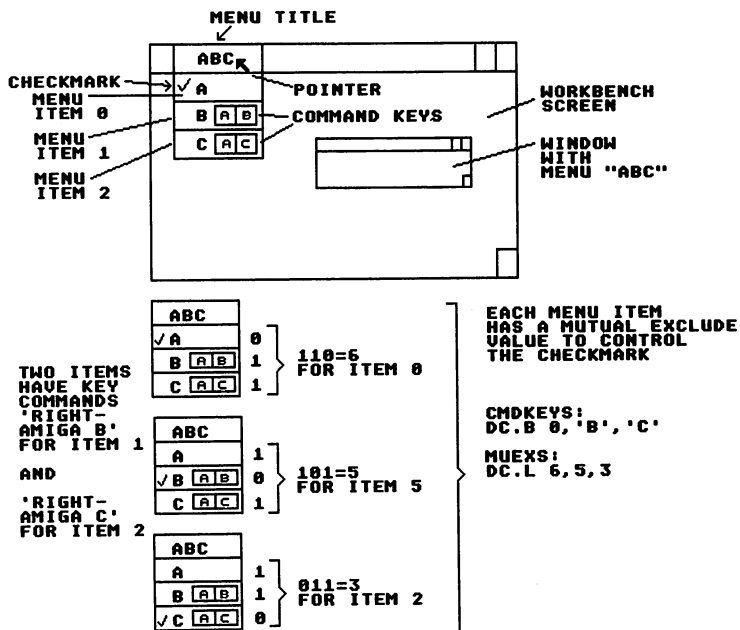 MENU TITLE
ABC
CHECKMARK
A
POINTER
MENU
ITEM 0
B A B
COMMAND KEYS
WORKBENCH
SCREEN
MENU
ITEM 1
C A C
MENU
ITEM 2
WINDOW
WITH
MENU "ABC"
ABC
✓ A 0
B A B 1
C A C 1
110=6
FOR ITEM 0
TWO ITEMS
HAVE KEY
COMMANDS
'RIGHT-
AMIGA B'
FOR ITEM 1
AND
'RIGHT-
AMIGA C'
FOR ITEM 2
ABC
A 1
✓ B A B 0
C A C 1
101=5
FOR ITEM 5
ABC
A 1
B A B 1
✓ C A C 0
011=3
FOR ITEM 2
EACH MENU ITEM
HAS A MUTUAL EXCLUDE
VALUE TO CONTROL
THE CHECKMARK
CMDKEYS:
DC.B 0,'B','C'
MUEXS:
DC.L 6,5,3